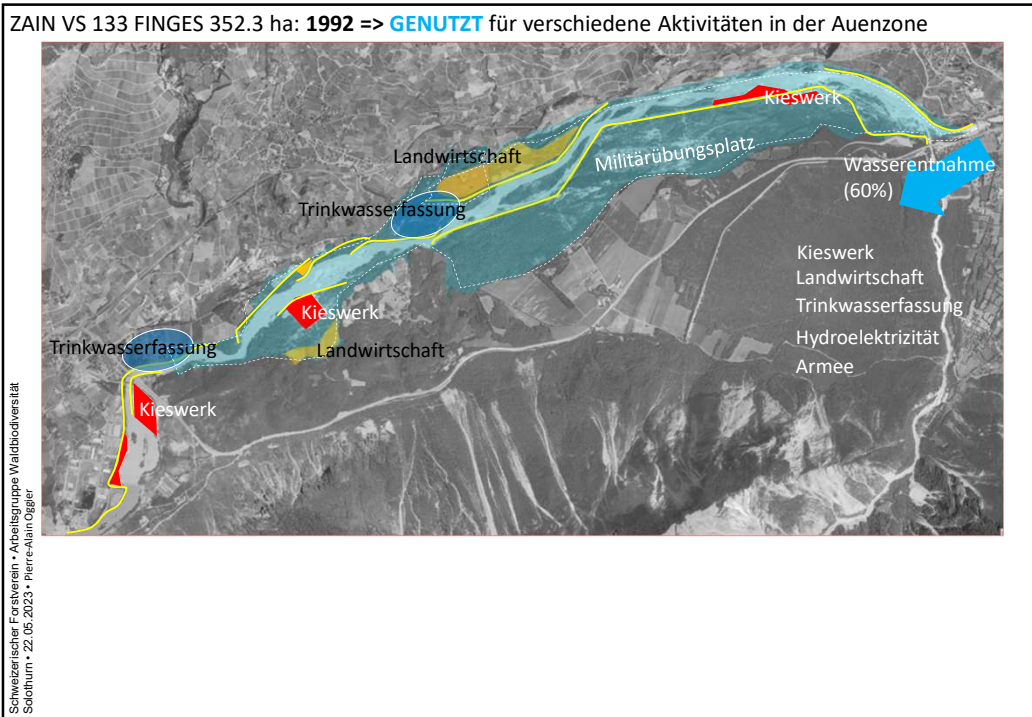 ZAIN VS 133 FINGES 352.3 ha: 1992 => GENUTZT für verschiedene Aktivitäten in der Auenzone
Kieswerk
Landwirtschaft
Militärübungsplatz
Wasserentnahme
(60%)
Trinkwasserfassung
Kieswerk
Landwirtschaft
Trinkwasserfassung
Hydroelektrizität
Armee
Kieswerk
Trinkwasserfassung
Landwirtschaft
Kieswerk
Schweizerischer Forstverein • Arbeitsgruppe Waldbiodiversität
Solothurn • 22.05.2023 • Pierre-Alain Oggier